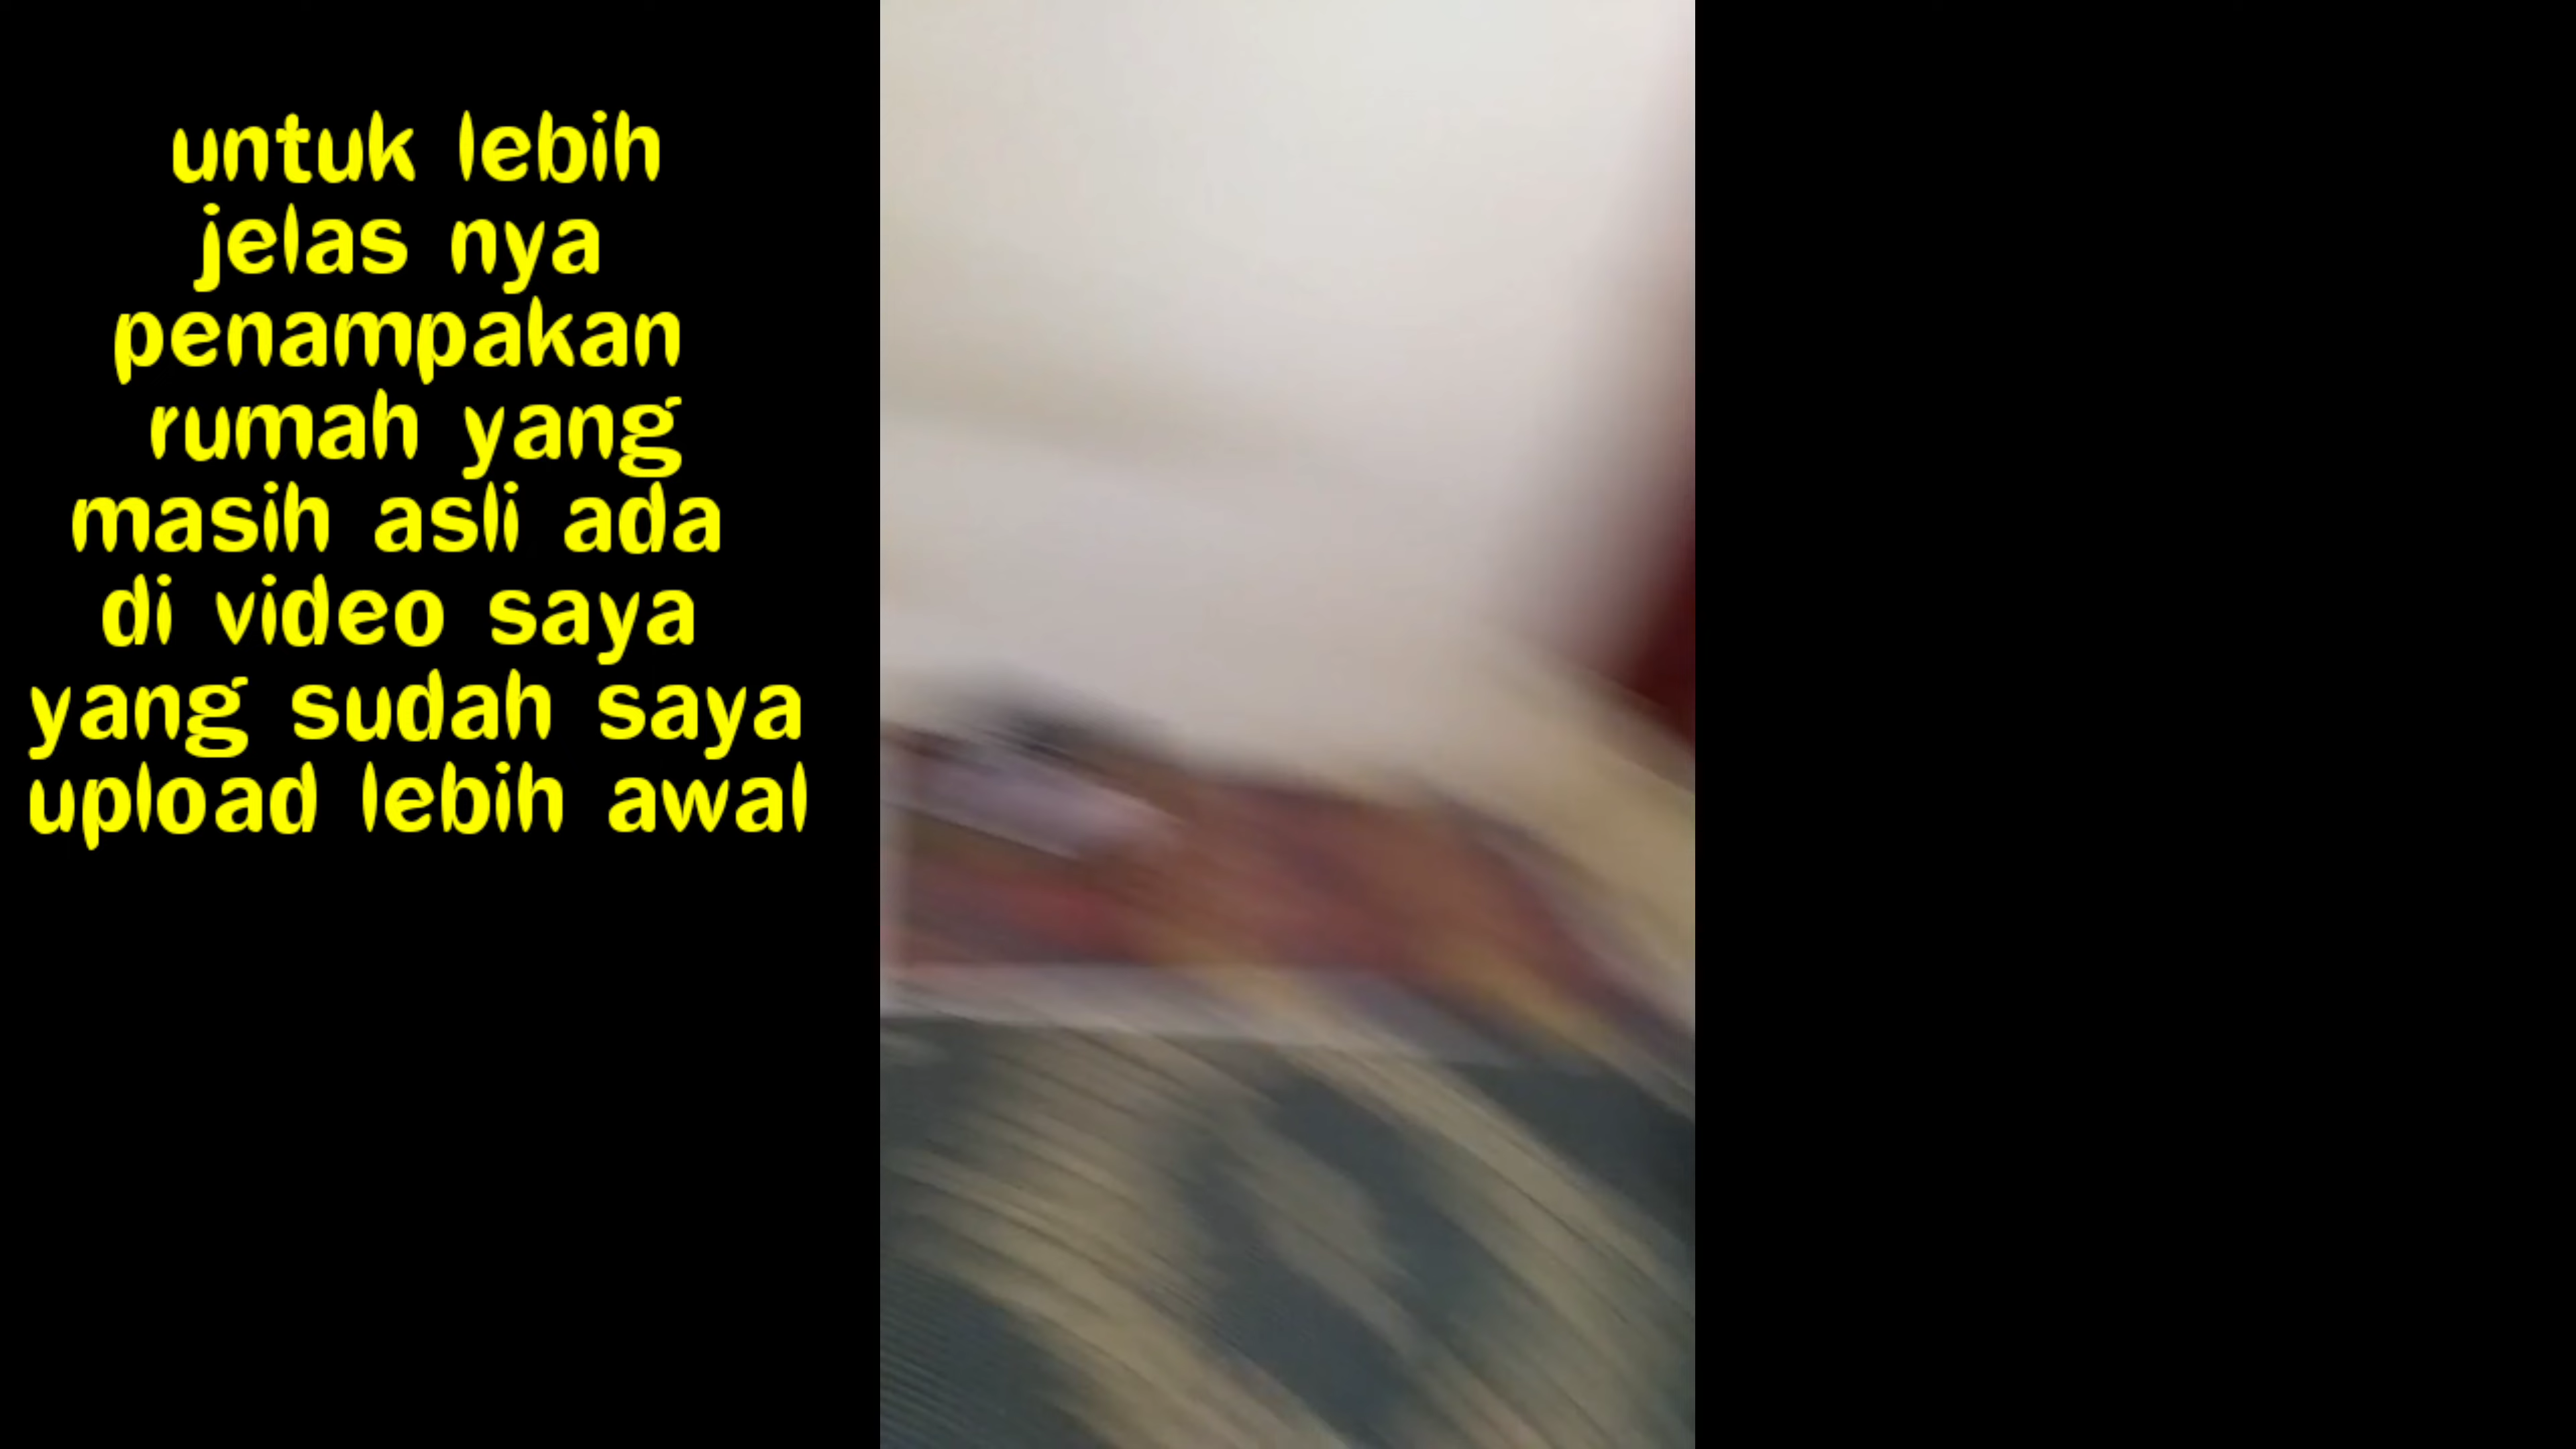 untuk lebih
jelas nya
penampakan
rumah yang
masih asli ada
di video saya
yang sudah saya
upload lebih awal